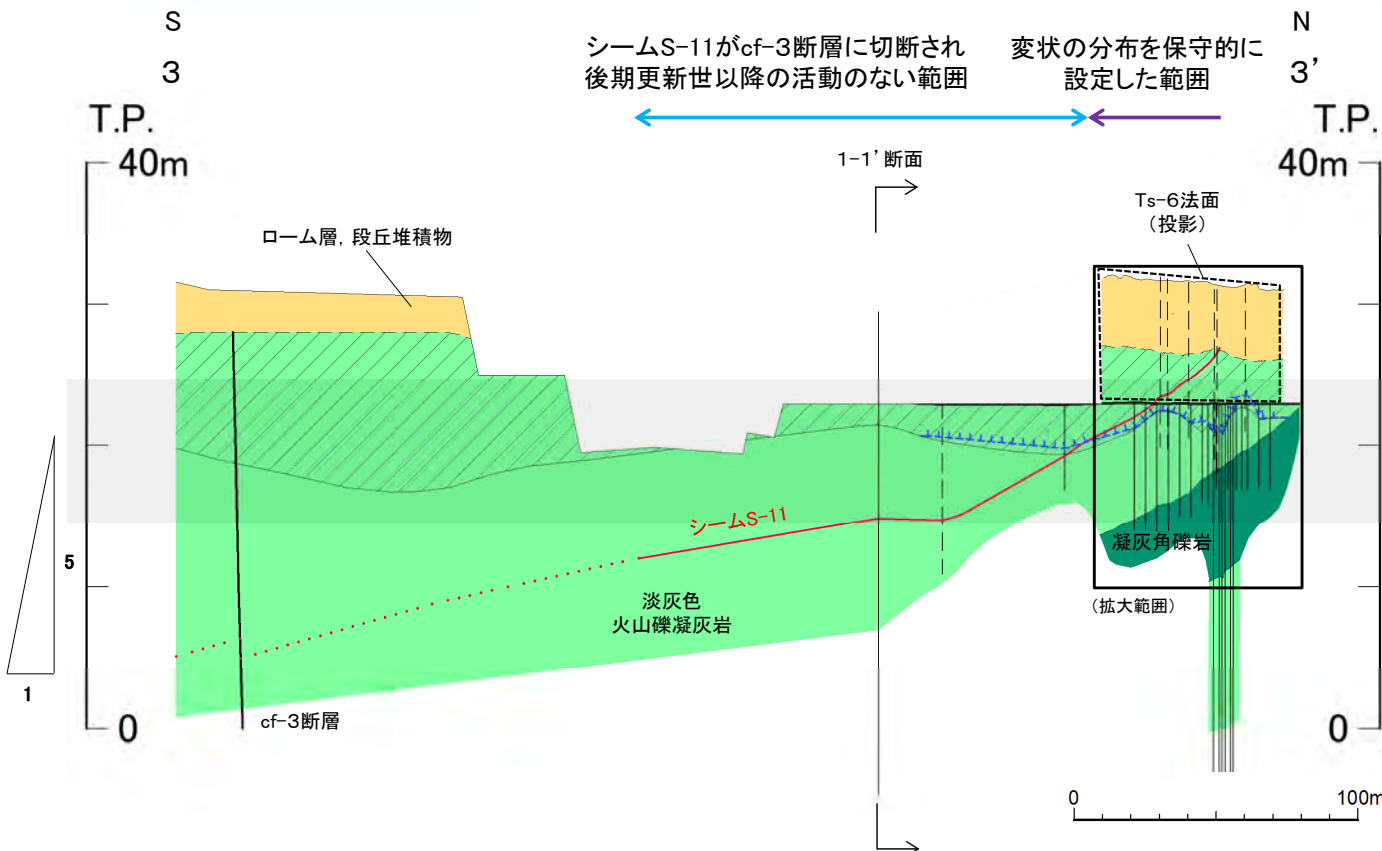 S
3
シームS-11がcf-3断層に切断され
後期更新世以降の活動のない範囲
変状の分布を保守的に
設定した範囲
N
3’
T.P.
T.P.
40m
40m
1-1’断面
Ts-6法面
(投影)
ローム層, 段丘堆積物
シームS-11
凝灰角礫岩
5
淡灰色
火山礫凝灰岩
(拡大範囲)
1
cf-3断層
0
0
0
100m